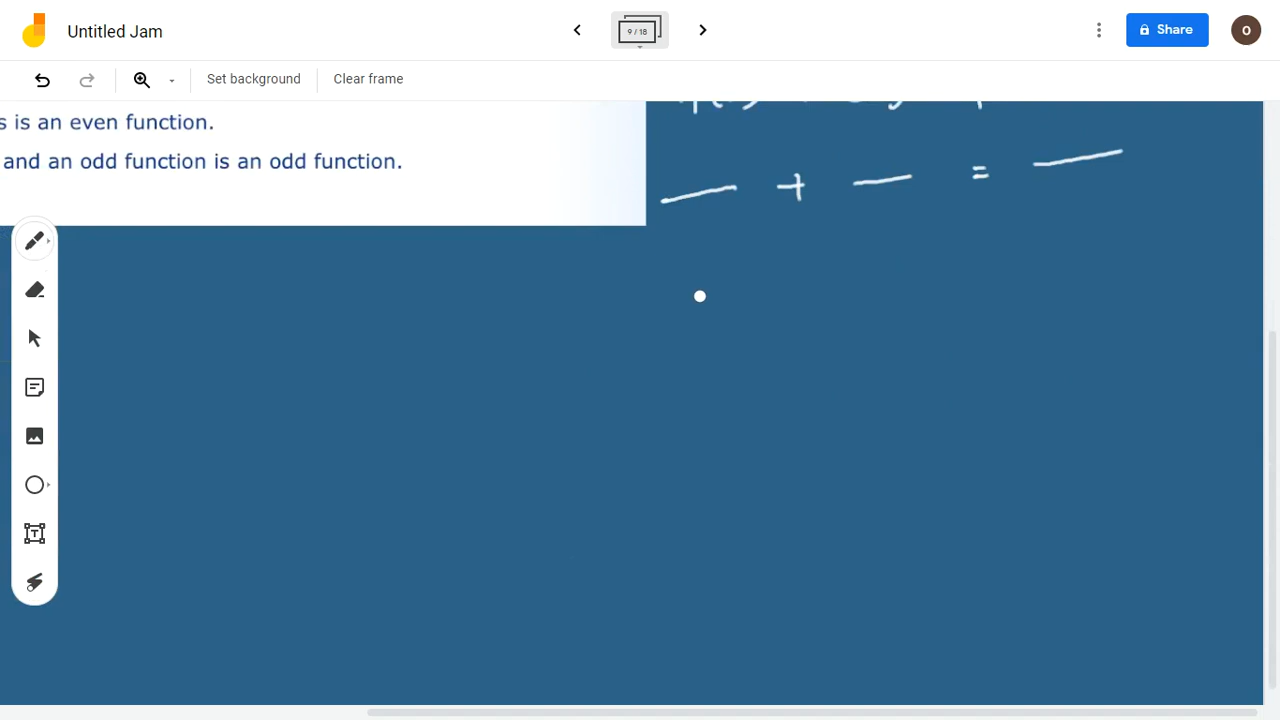 Untitled Jam
9 / 18
Share
O
Set background
Clear frame
s is an even function.
and an odd function is an odd function.
+ =
T